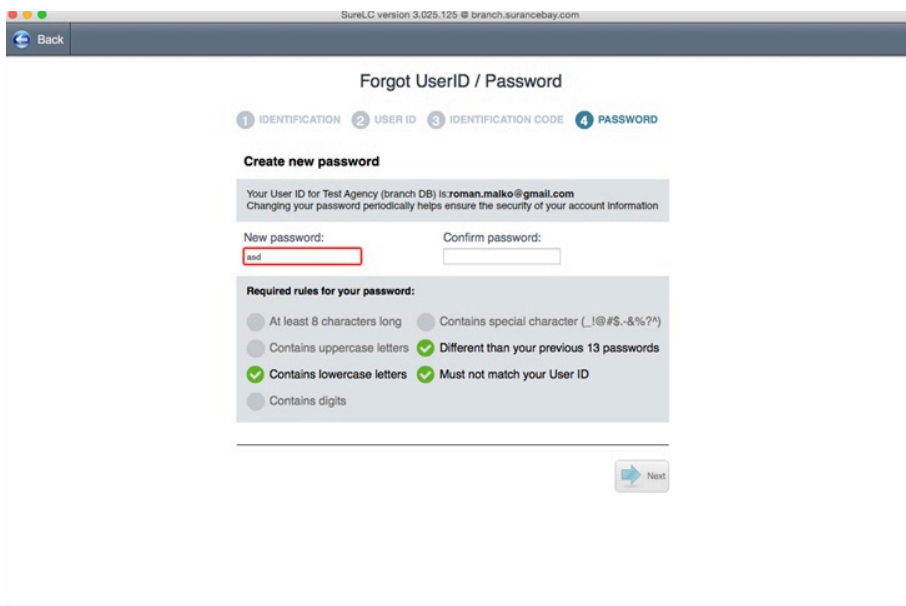 SureLC version 3.025.125 @ branch.surancebay.com
Back
Forgot UserID / Password
1 IDENTIFICATION 2 USER ID 3 IDENTIFICATION CODE 4 PASSWORD
Create new password
Your User ID for Test Agency (branch DB) is:roman.malko@gmail.com
Changing your password periodically helps ensure the security of your account information
New password: Confirm password:
asd
Required rules for your password:
At least 8 characters long Contains special character (_!@#$.-&%?^)
Contains uppercase letters Different than your previous 13 passwords
Contains lowercase letters Must not match your User ID
Contains digits
Next